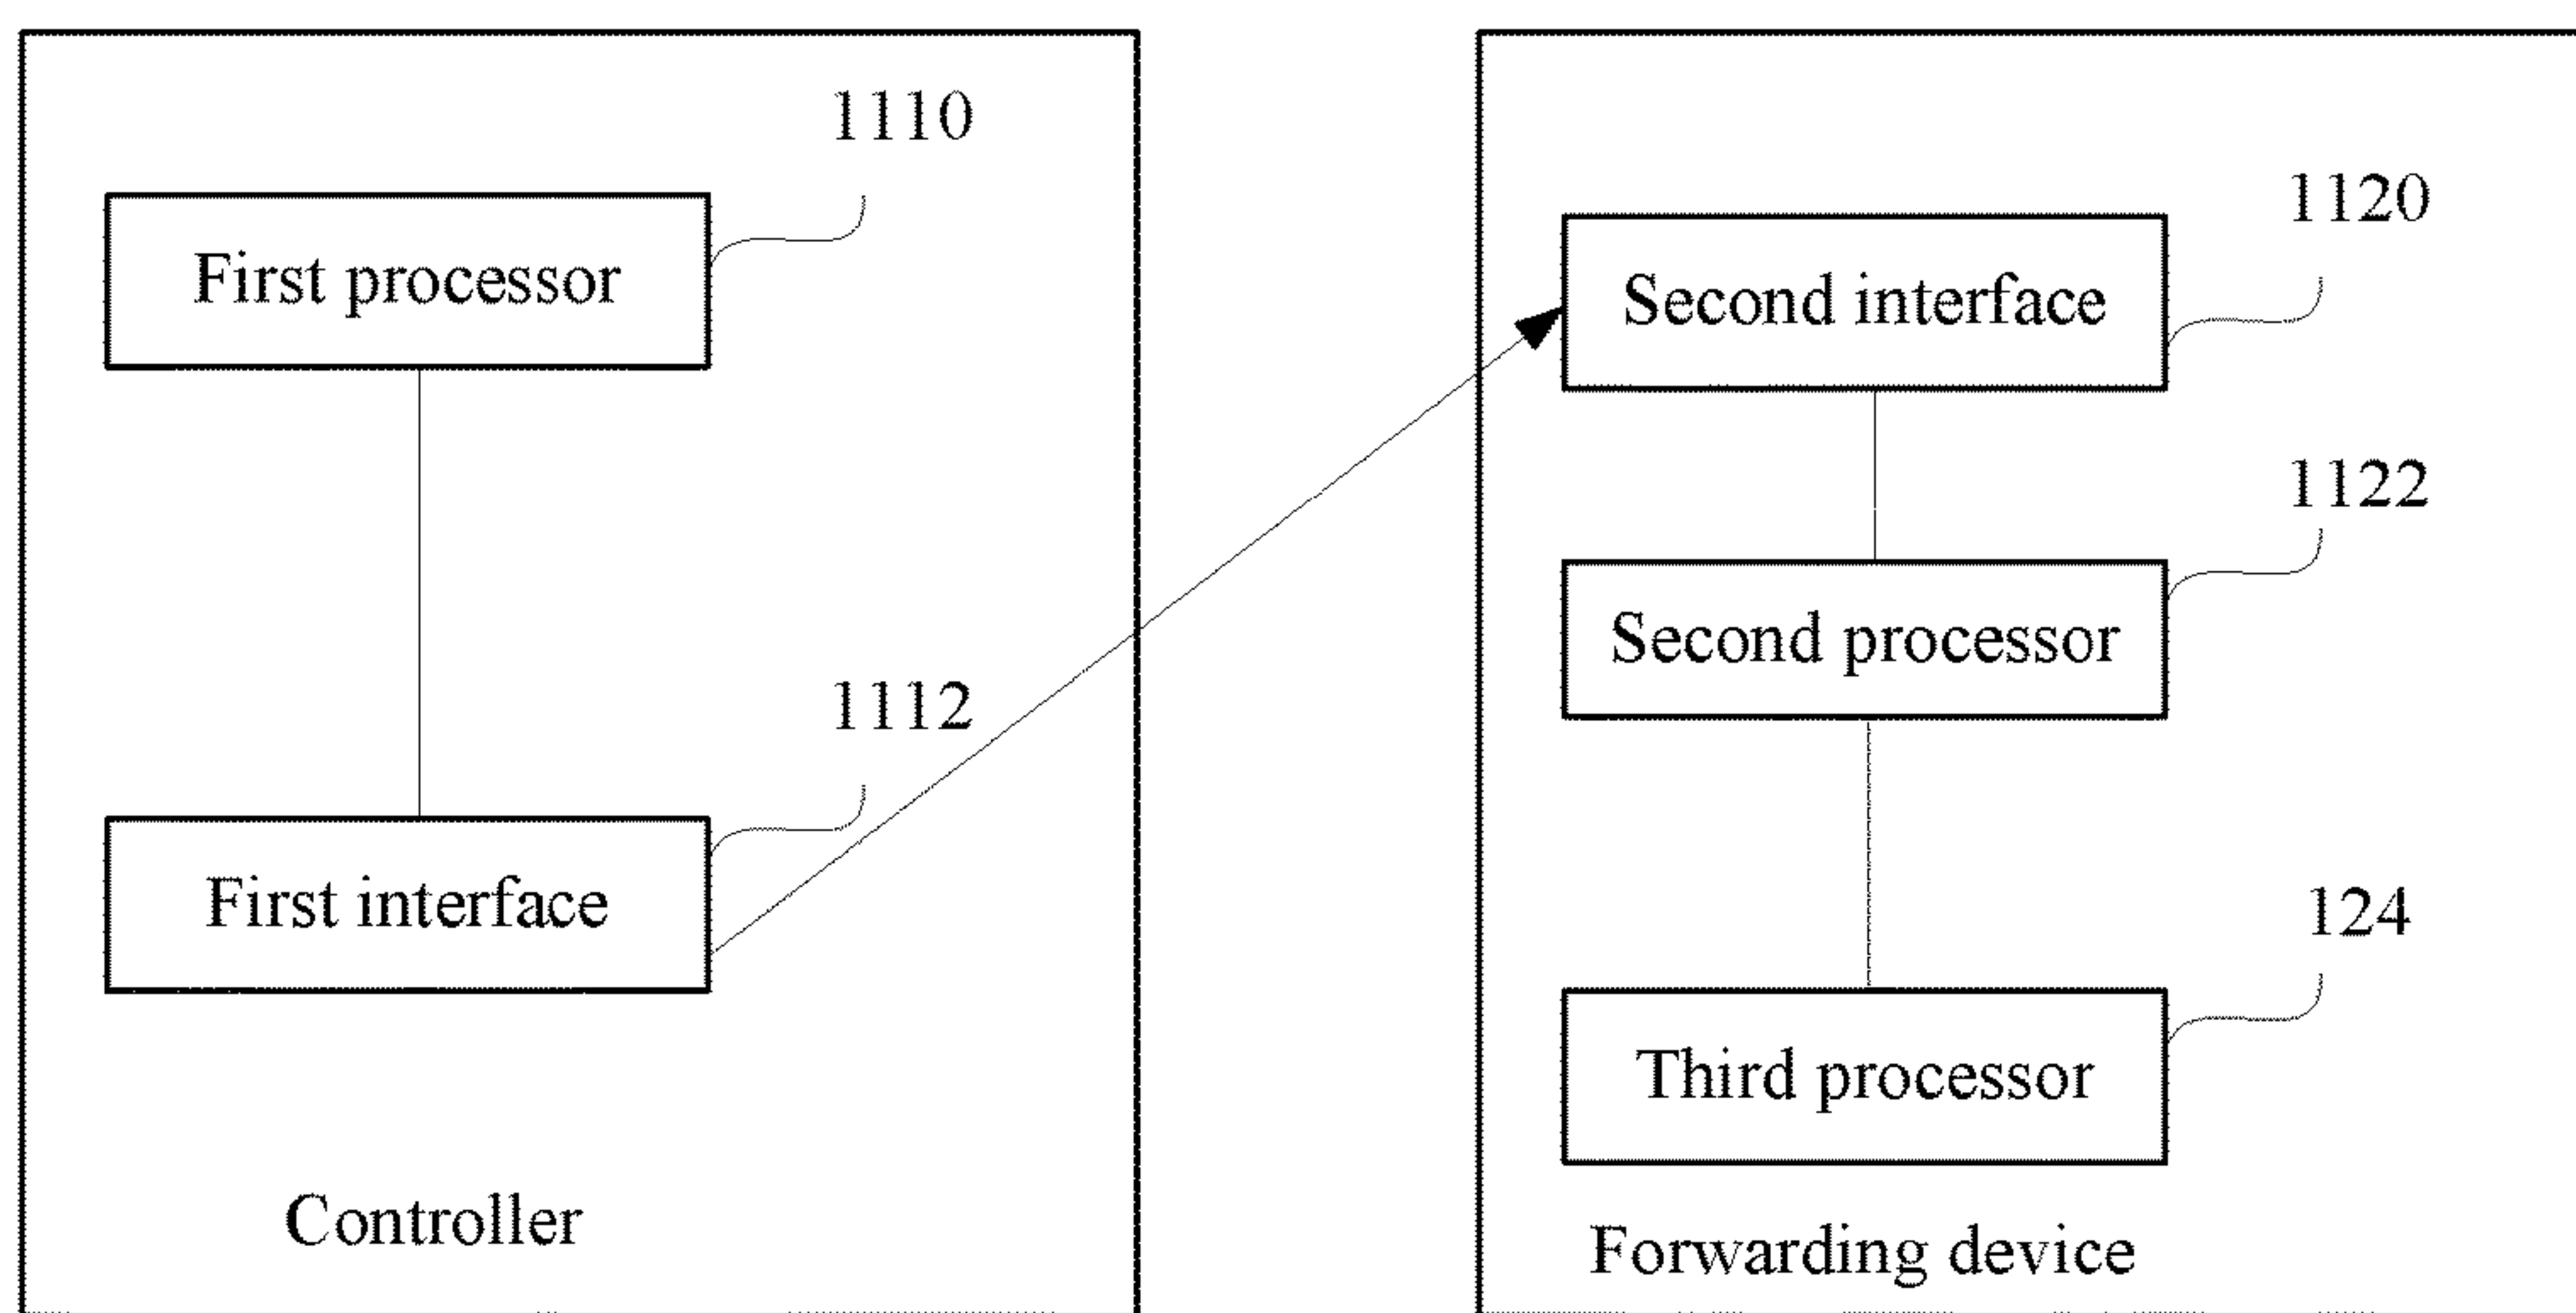 1110
First processor
1112
First interface
Controller
1120
Second interface
1122
Second processor
124
Third processor
Forwarding device